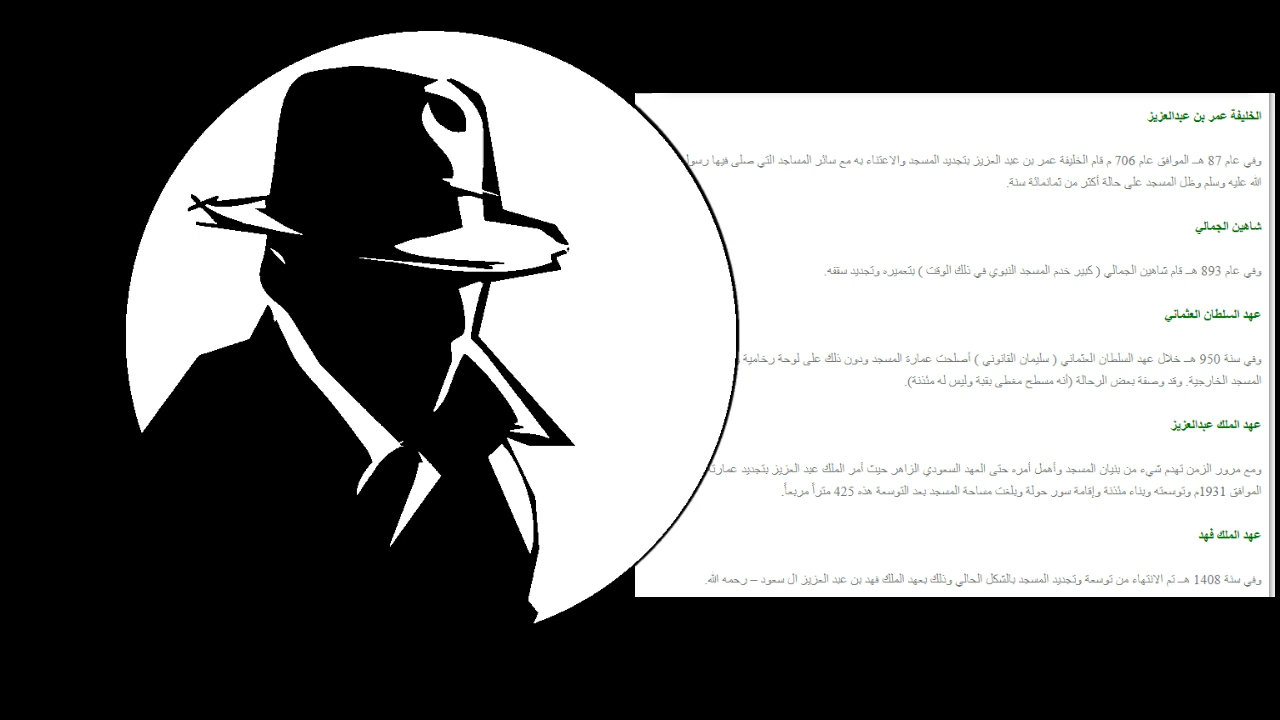 الخليفة عمر بن عبدالعزيز
وفي عام 87 هـ الموافق عام 706 م قام الخليفة عمر بن عبد العزيز بتجديد المسجد والاعتناء به مع سائر المساجد التي صلى فيها رسول
الله عليه وسلم وظل المسجد على حالة أكثر من ثمانمائة سنة.
شاهين الجمالي
وفي عام 893 هـ قام شاهين الجمالي ( كبير خدم المسجد النبوي في ذلك الوقت ) بتعميره وتجديد سقفه.
عهد السلطان العثماني
وفي سنة 950 هـ خلال عهد السلطان العثماني ( سليمان القانوني ) أصلحت عمارة المسجد ودون ذلك على لوحة رخامية
المسجد الخارجية. وقد وصفة بعض الرحالة (أنه مسطح مغطى بقبة وليس له مئذنة).
عهد الملك عبدالعزيز
ومع مرور الزمن تهدم شيء من بنيان المسجد وأهمل أمره حتى العهد السعودي الزاهر حيث أمر الملك عبد العزيز بتجديد
الموافق 1931م وتوسعته وبناء مئذنة وإقامة سور حولة وبلغت مساحة المسجد بعد التوسعة هذه 425 متراً مربعاً.
عهد الملك فهد
وفي سنة 1408 هـ تم الانتهاء من توسعة وتجديد المسجد بالشكل الحالي وذلك بعهد الملك فهد بن عبد العزيز ال سعود – رحمه الله.